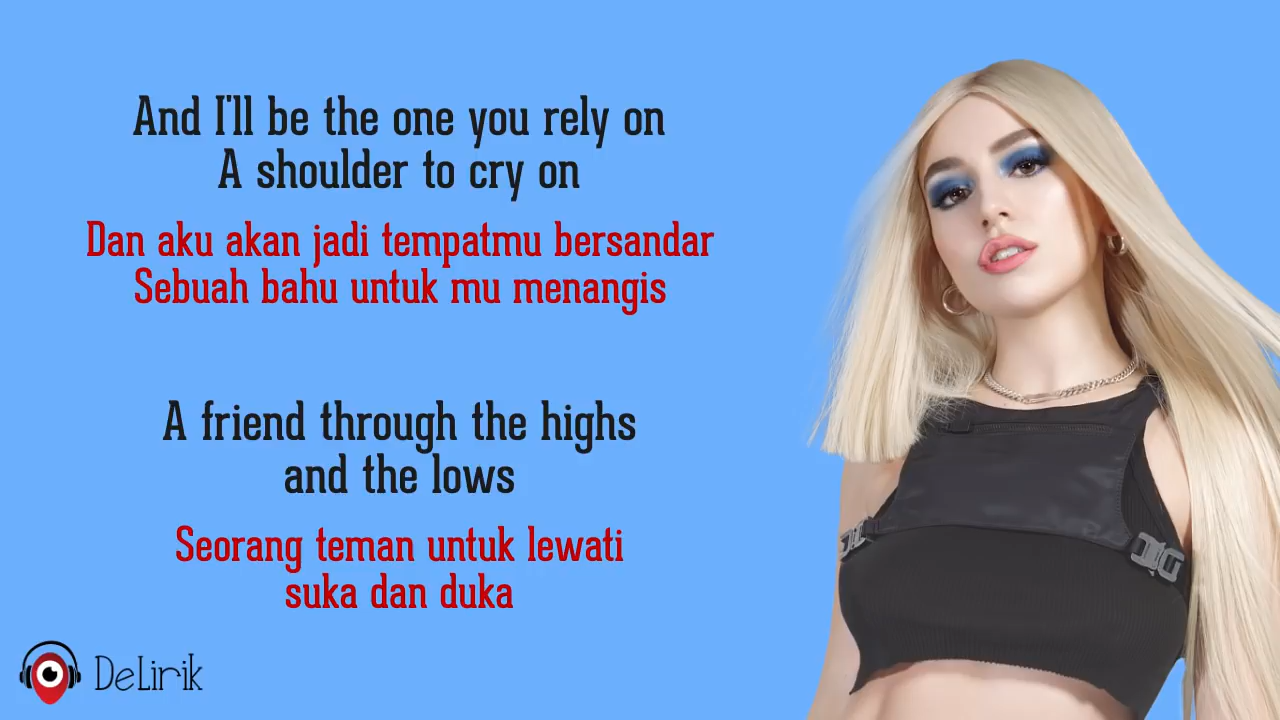 And I'll be the one you rely on
A shoulder to cry on
Dan aku akan jadi tempatmu bersandar
Sebuah bahu untuk mu menangis
A friend through the highs
and the lows
Seorang teman untuk lewati
suka dan duka
DeLirik